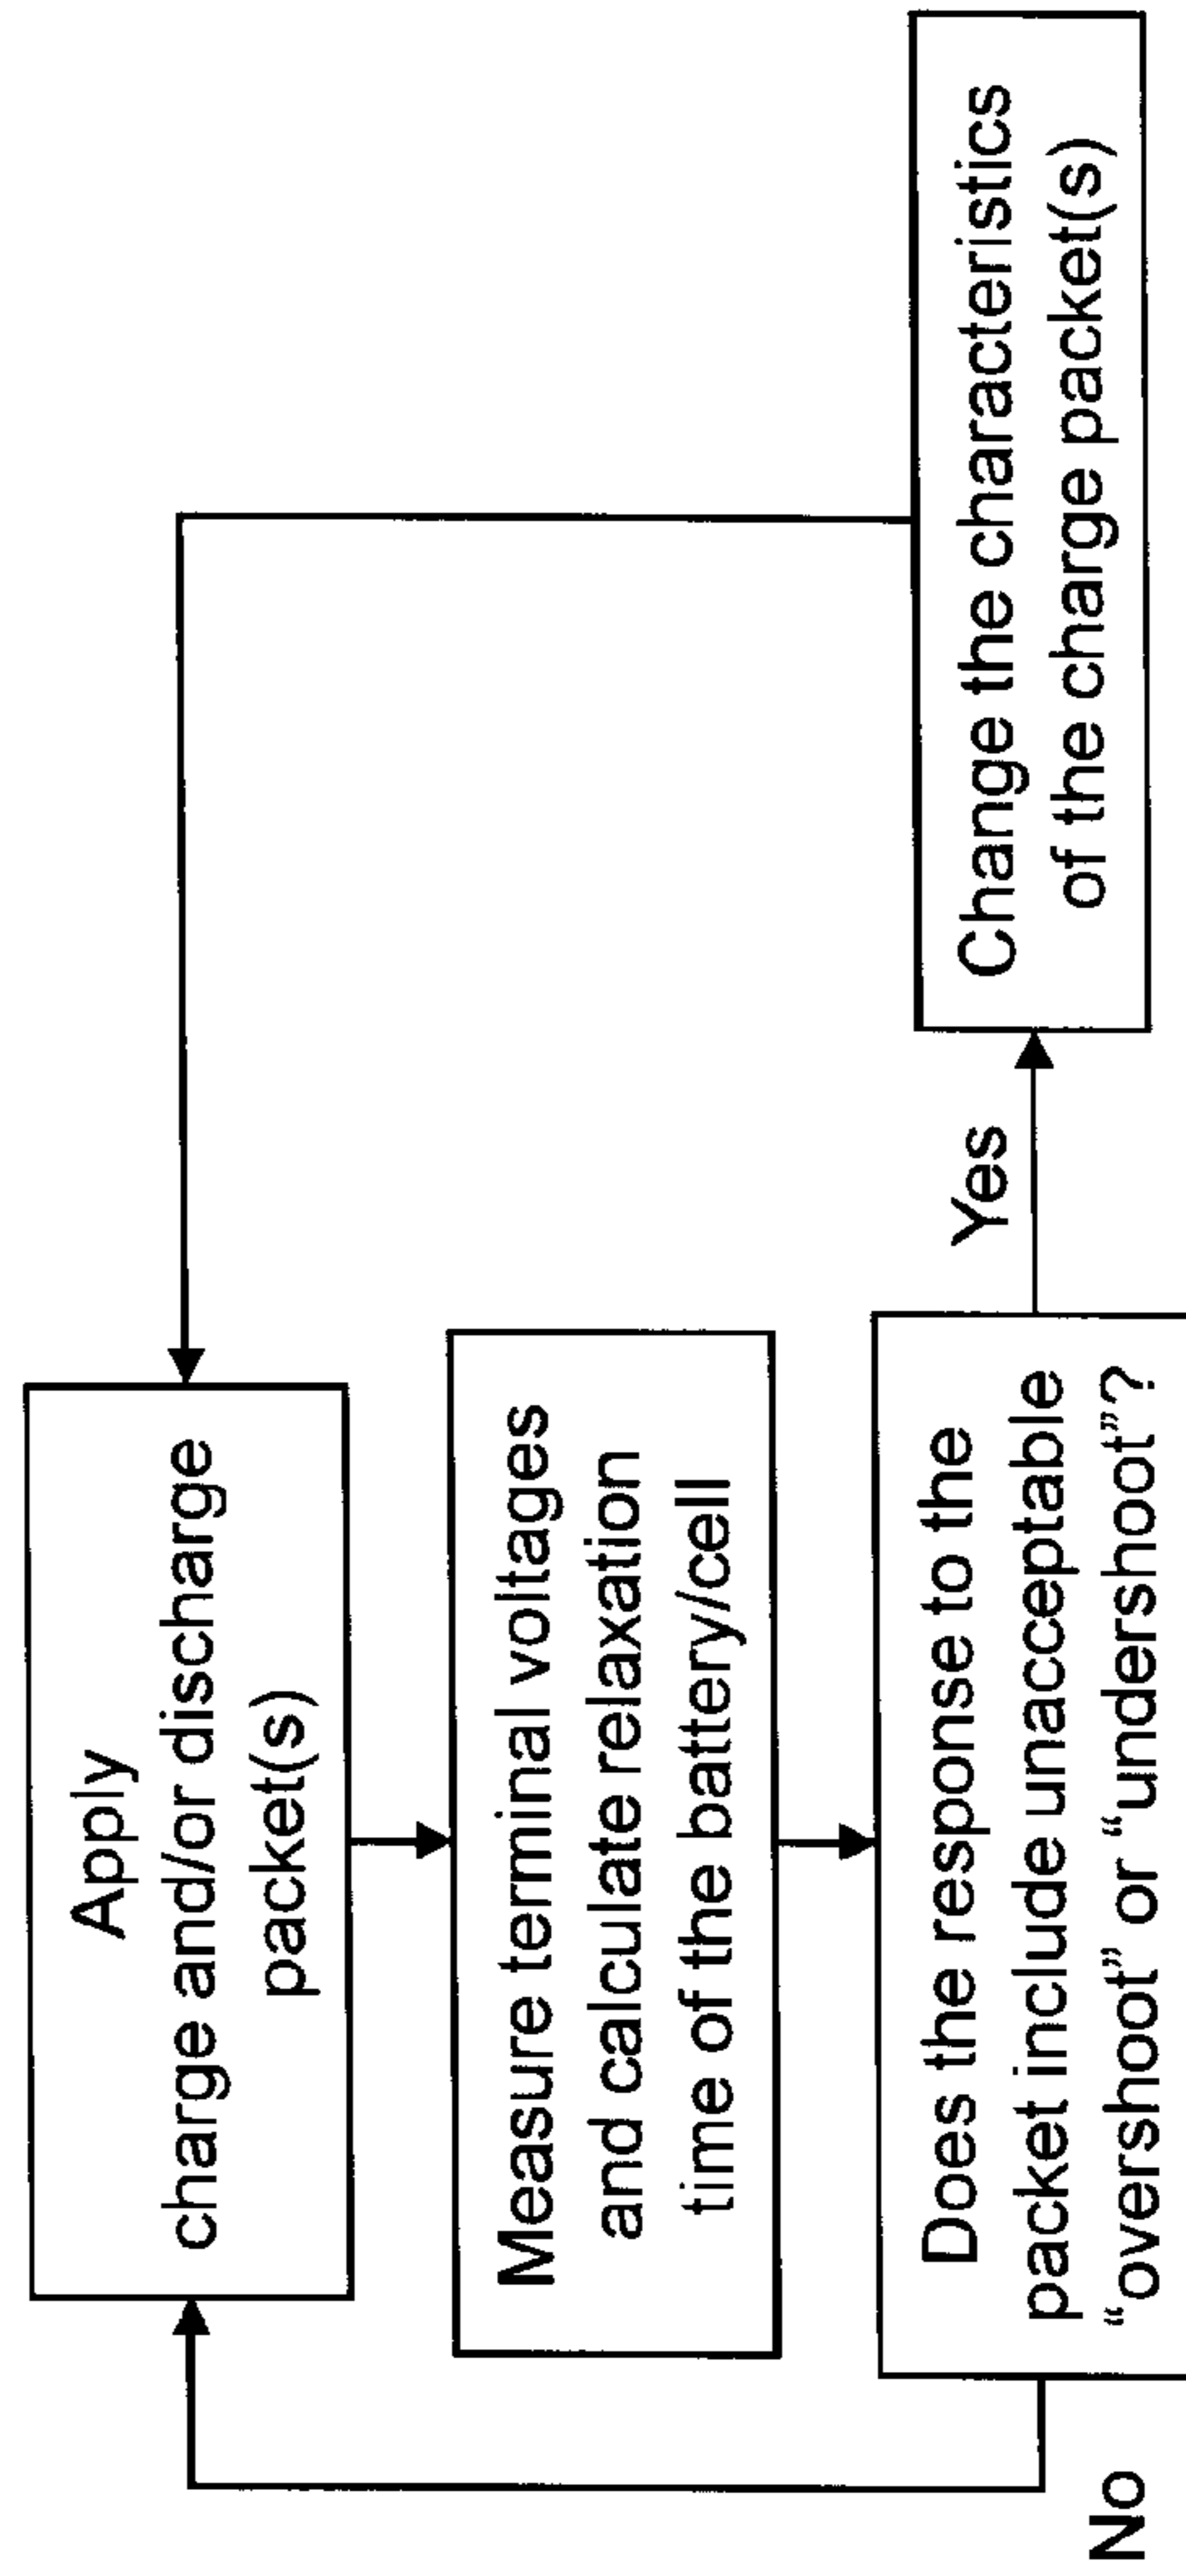 Apply
charge and/or discharge
packet(s)
Measure terminal voltages
and calculate relaxation
time of the battery/cell
Does the response to the
packet include unacceptable
“overshoot” or “undershoot”?
Yes
Change the characteristics
of the charge packet(s)
No